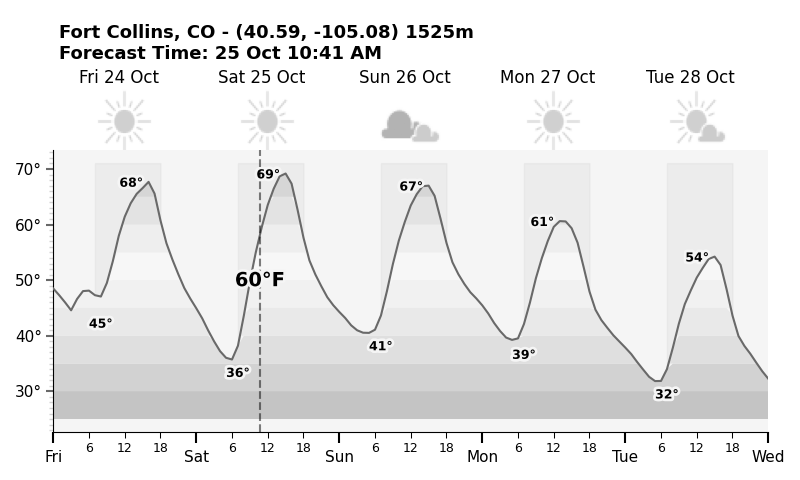 Fort Collins, CO - (40.59, -105.08) 1525m
Forecast Time: 25 Oct 10:41 AM
Fri 24 Oct Sat 25 Oct Sun 26 Oct Mon 27 Oct Tue 28 Oct
70°
60°
50°
40°
30°
68° 69° 67° 61° 54°
60°F
45° 36° 41° 39° 32°
6 12 18 6 12 18 6 12 18 6 12 18 6 12 18
Fri Sat Sun Mon Tue Wed